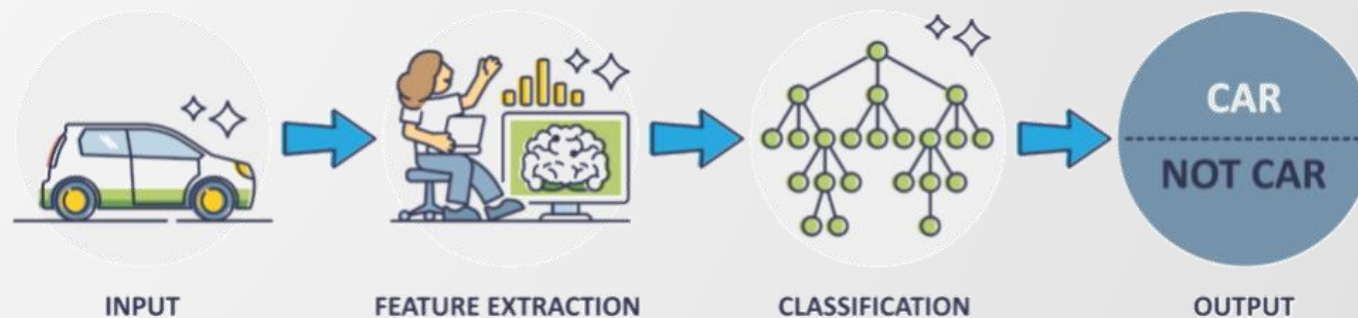 CAR
NOT CAR
INPUT
FEATURE EXTRACTION
CLASSIFICATION
OUTPUT